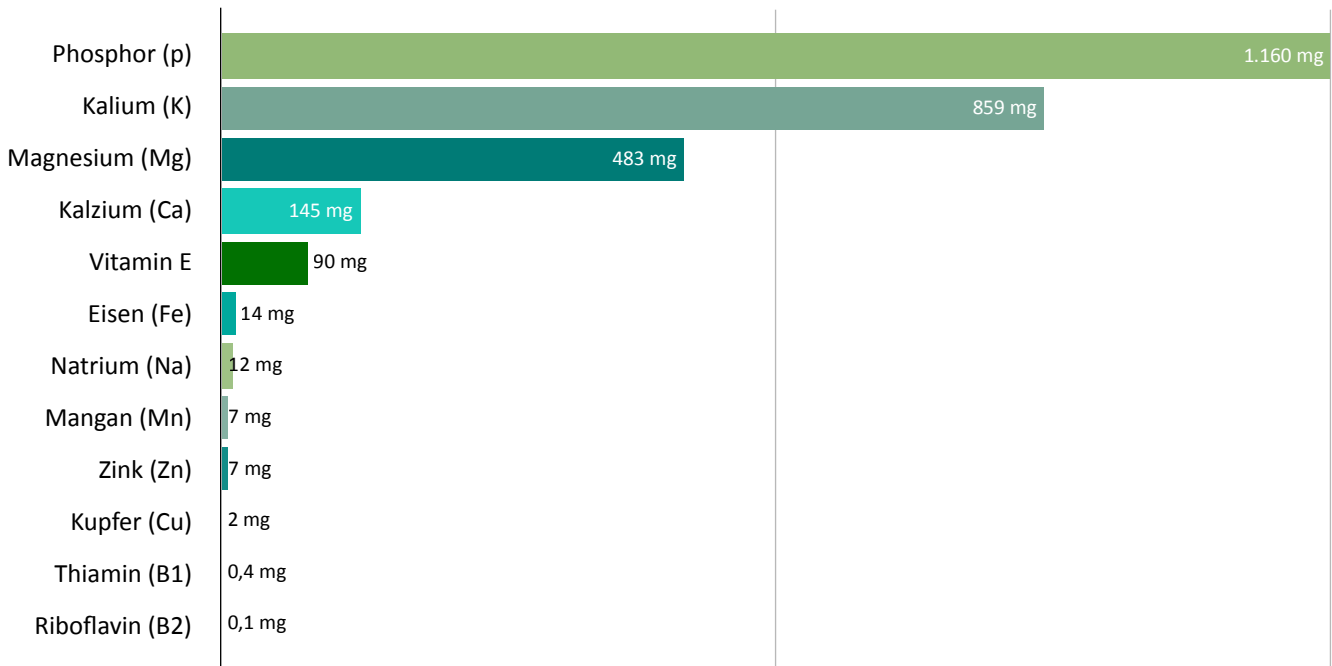 Phosphor (p) 1.160 mg
Kalium (K) 859 mg
Magnesium (Mg) 483 mg
Kalzium (Ca) 145 mg
Vitamin E 90 mg
Eisen (Fe) 14 mg
Natrium (Na) 12 mg
Mangan (Mn) 7 mg
Zink (Zn) 7 mg
Kupfer (Cu) 2 mg
Thiamin (B1) 0,4 mg
Riboflavin (B2) 0,1 mg